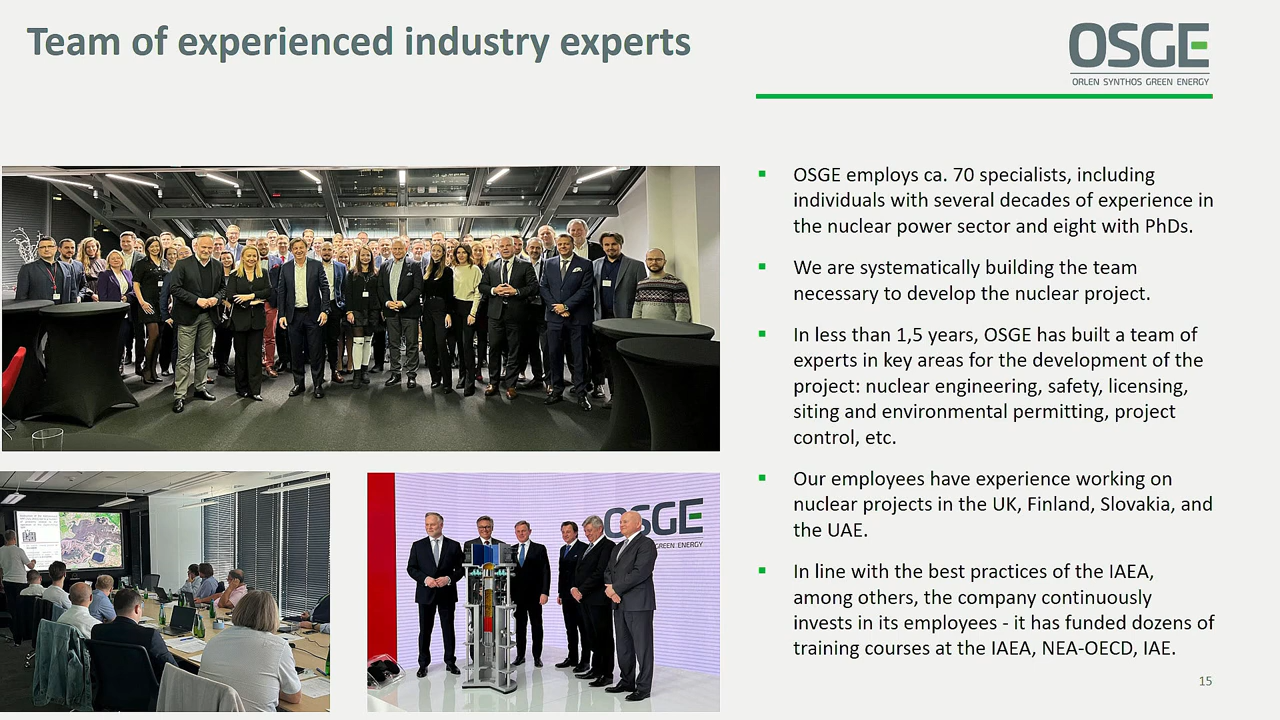 Team of experienced industry experts
OSGE
ORLEN SYNTHOS GREEN ENERGY
▪ OSGE employs ca. 70 specialists, including
individuals with several decades of experience in
the nuclear power sector and eight with PhDs.
▪ We are systematically building the team
necessary to develop the nuclear project.
▪ In less than 1,5 years, OSGE has built a team of
experts in key areas for the development of the
project: nuclear engineering, safety, licensing,
siting and environmental permitting, project
control, etc.
▪ Our employees have experience working on
nuclear projects in the UK, Finland, Slovakia, and
the UAE.
▪ In line with the best practices of the IAEA,
among others, the company continuously
invests in its employees - it has funded dozens of
training courses at the IAEA, NEA-OECD, IAE.
OSGE
GREEN ENERGY
15